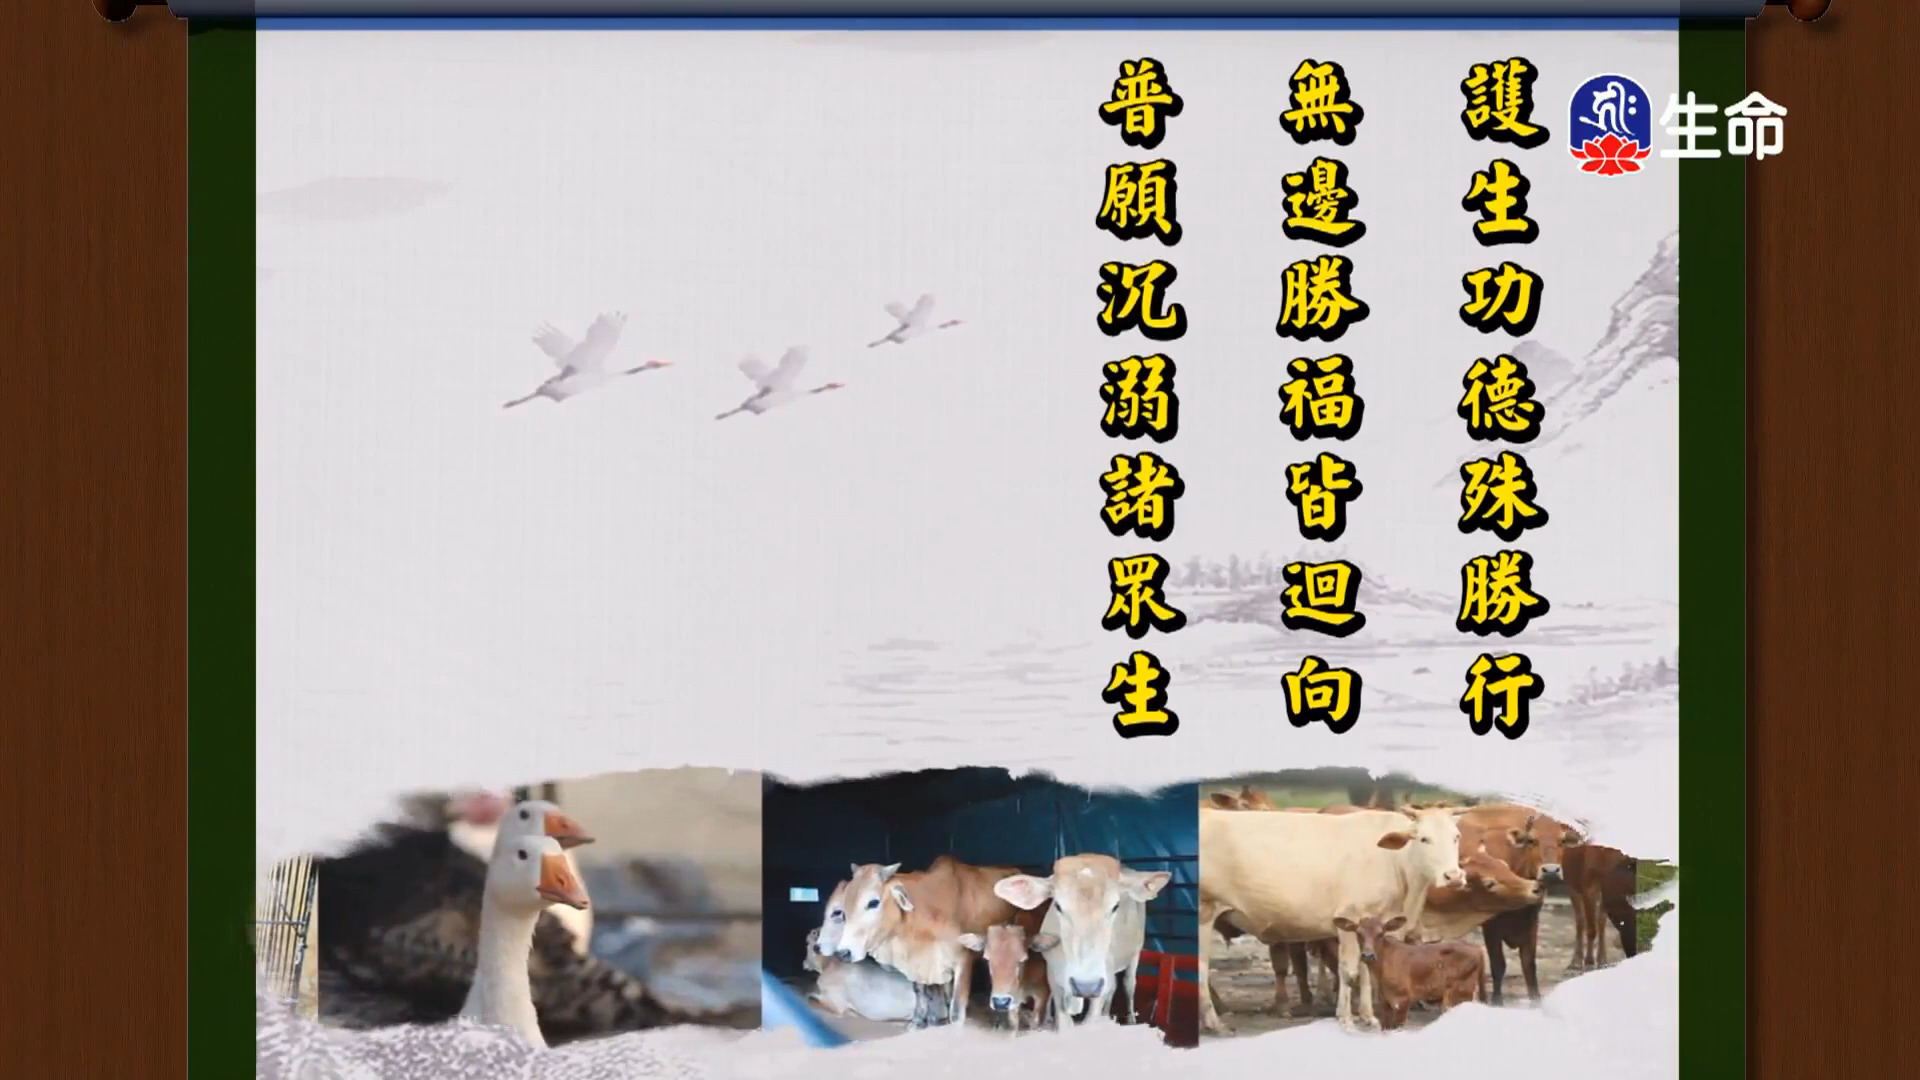 護生功德殊勝行
無邊勝福皆迴向
普願沉溺諸眾生
生命